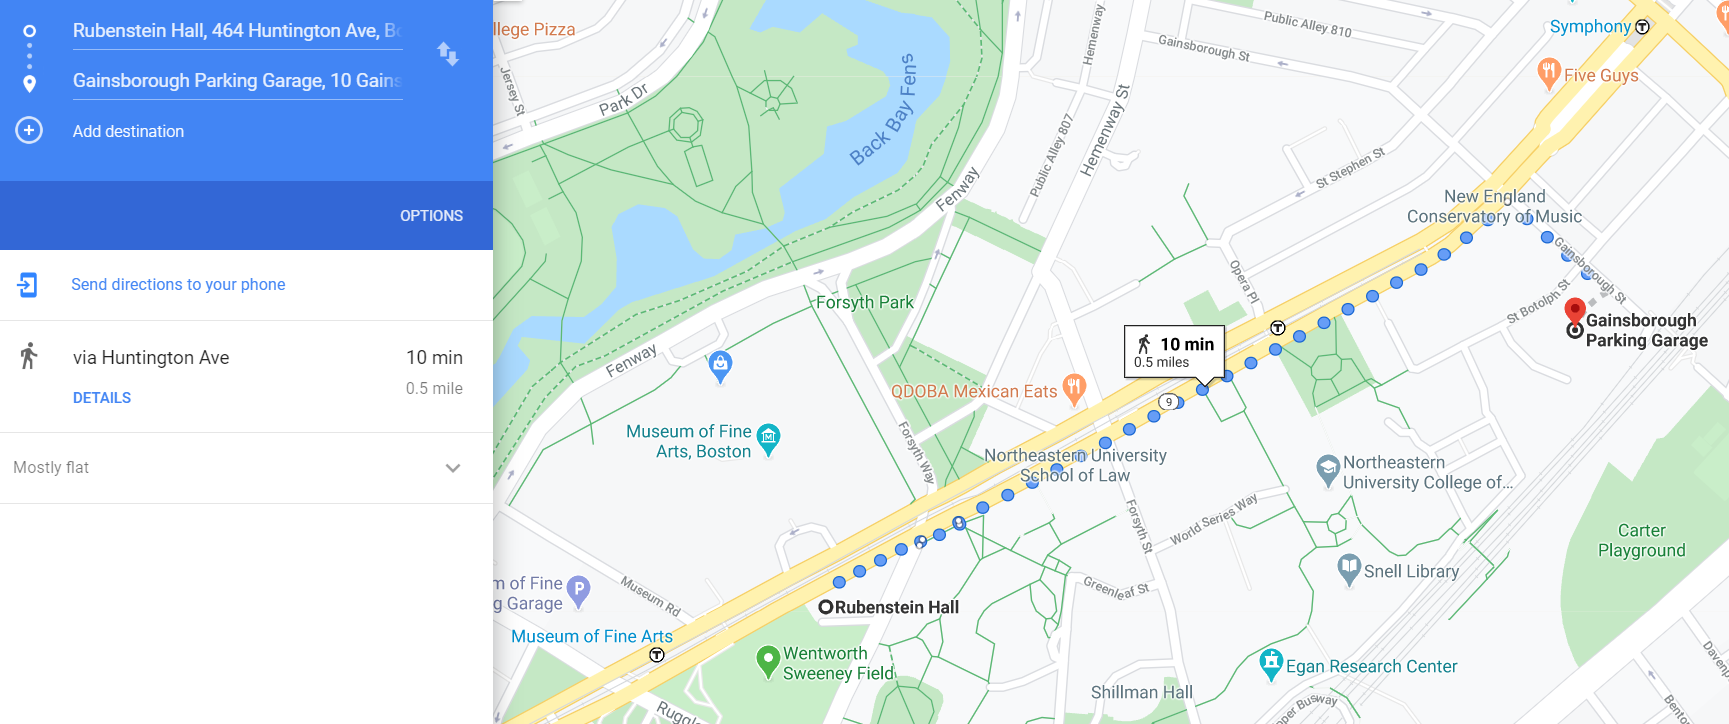 Rubenstein Hall, 464 Huntington Ave, Bo
Gainsborough Parking Garage, 10 Gains
Add destination
OPTIONS
Send directions to your phone
via Huntington Ave
10 min
DETAILS
0.5 mile
Mostly flat
llege Pizza
Jersey St
Park Dr
Back Bay Fens
Fenway
Hemenway
Hemenway St
Public Alley 807
Public Alley 810
Gainsborough St
Symphony
T
Five Guys
St Stephen St
New England
Conservatory of Music
Gainsborough St
Opera Pl
St Botolph St
Gainsborough
Parking Garage
Forsyth Park
Fenway
T
10 min
0.5 miles
QDOBA Mexican Eats
9
Museum of Fine
Arts, Boston
Forsyth Way
Northeastern University
School of Law
Northeastern
University College of...
World Series Way
Forsyth St
Carter
Playground
Snell Library
Greenleaf St
m of Fine
g Garage
P
Museum Rd
Rubenstein Hall
Museum of Fine Arts
T
Wentworth
Sweeney Field
Egan Research Center
Shillman Hall
Ruggl
per Busway
Davenp
Bento